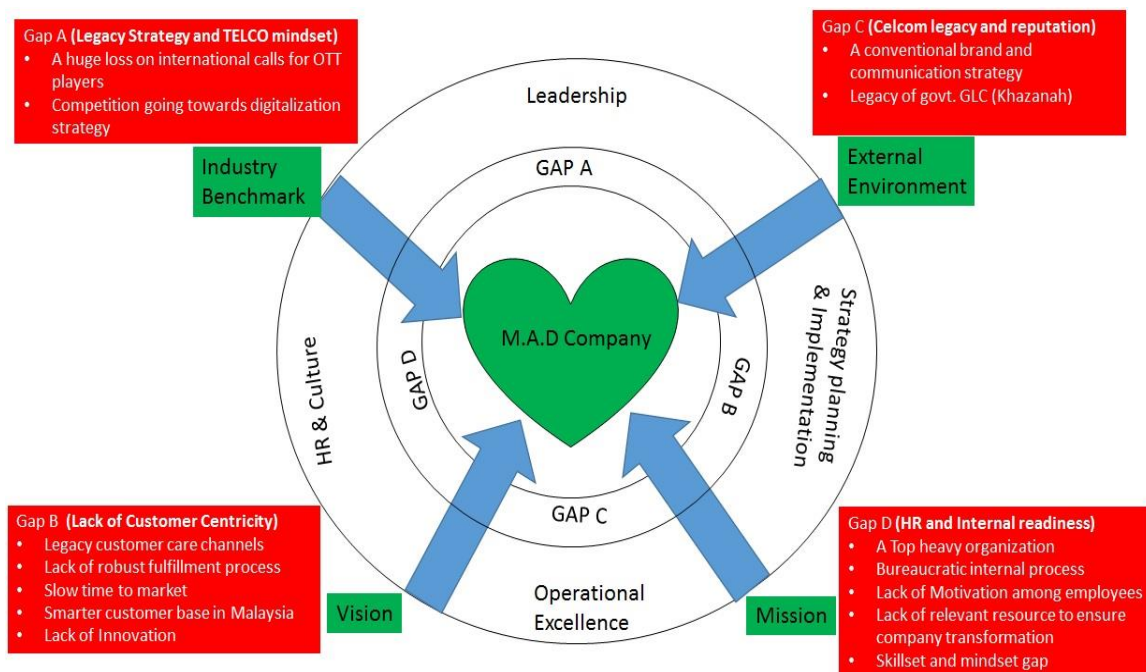 Gap A (Legacy Strategy and TELCO mindset)
• A huge loss on international calls for OTT
players
• Competition going towards digitalization
strategy
Gap C (Celcom legacy and reputation)
• A conventional brand and
communication strategy
• Legacy of govt. GLC (Khazanah)
Leadership
Industry
Benchmark
External
Environment
GAP A
M.A.D Company
HR & Culture
GAP D
GAP B
Strategy planning
& Implementation
GAP C
Operational
Excellence
Gap B (Lack of Customer Centricity)
• Legacy customer care channels
• Lack of robust fulfillment process
• Slow time to market
• Smarter customer base in Malaysia
• Lack of Innovation
Vision
Mission
Gap D (HR and Internal readiness)
• A Top heavy organization
• Bureaucratic internal process
• Lack of Motivation among employees
• Lack of relevant resource to ensure
company transformation
• Skillset and mindset gap